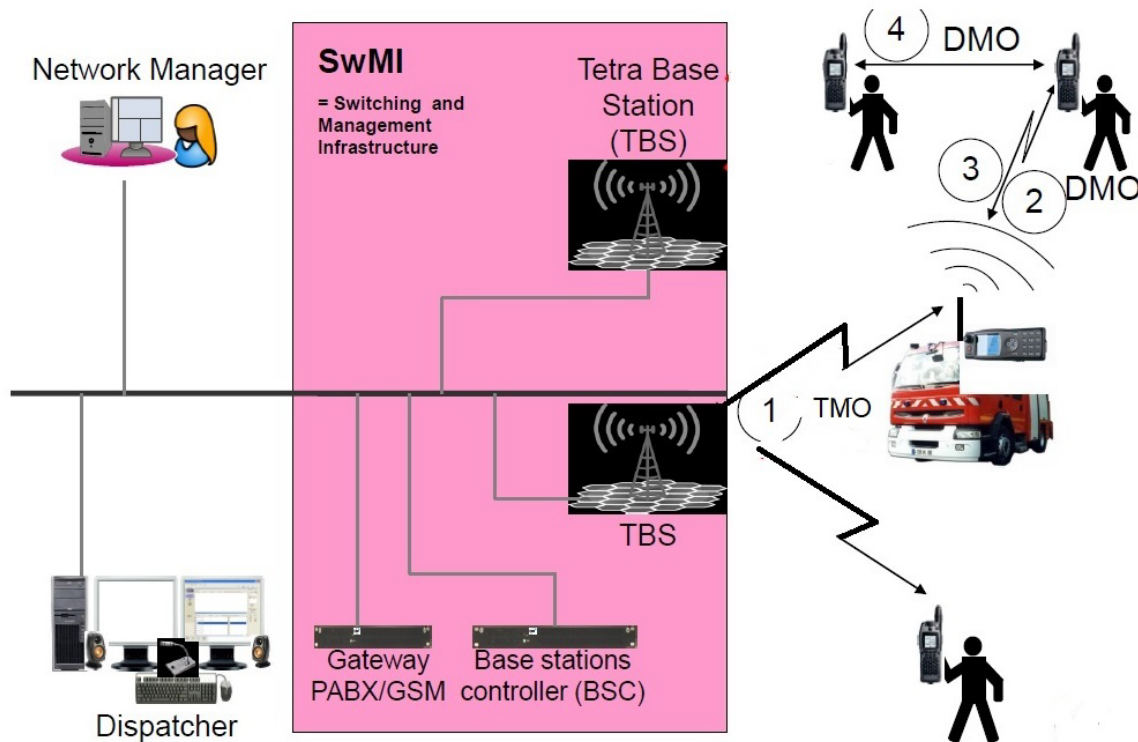 Network Manager
SwMI
= Switching and
Management
Infrastructure
Tetra Base
Station
(TBS)
4
DMO
3
2
DMO
1
TMO
TBS
Gateway
PABX/GSM
Base stations
controller (BSC)
Dispatcher